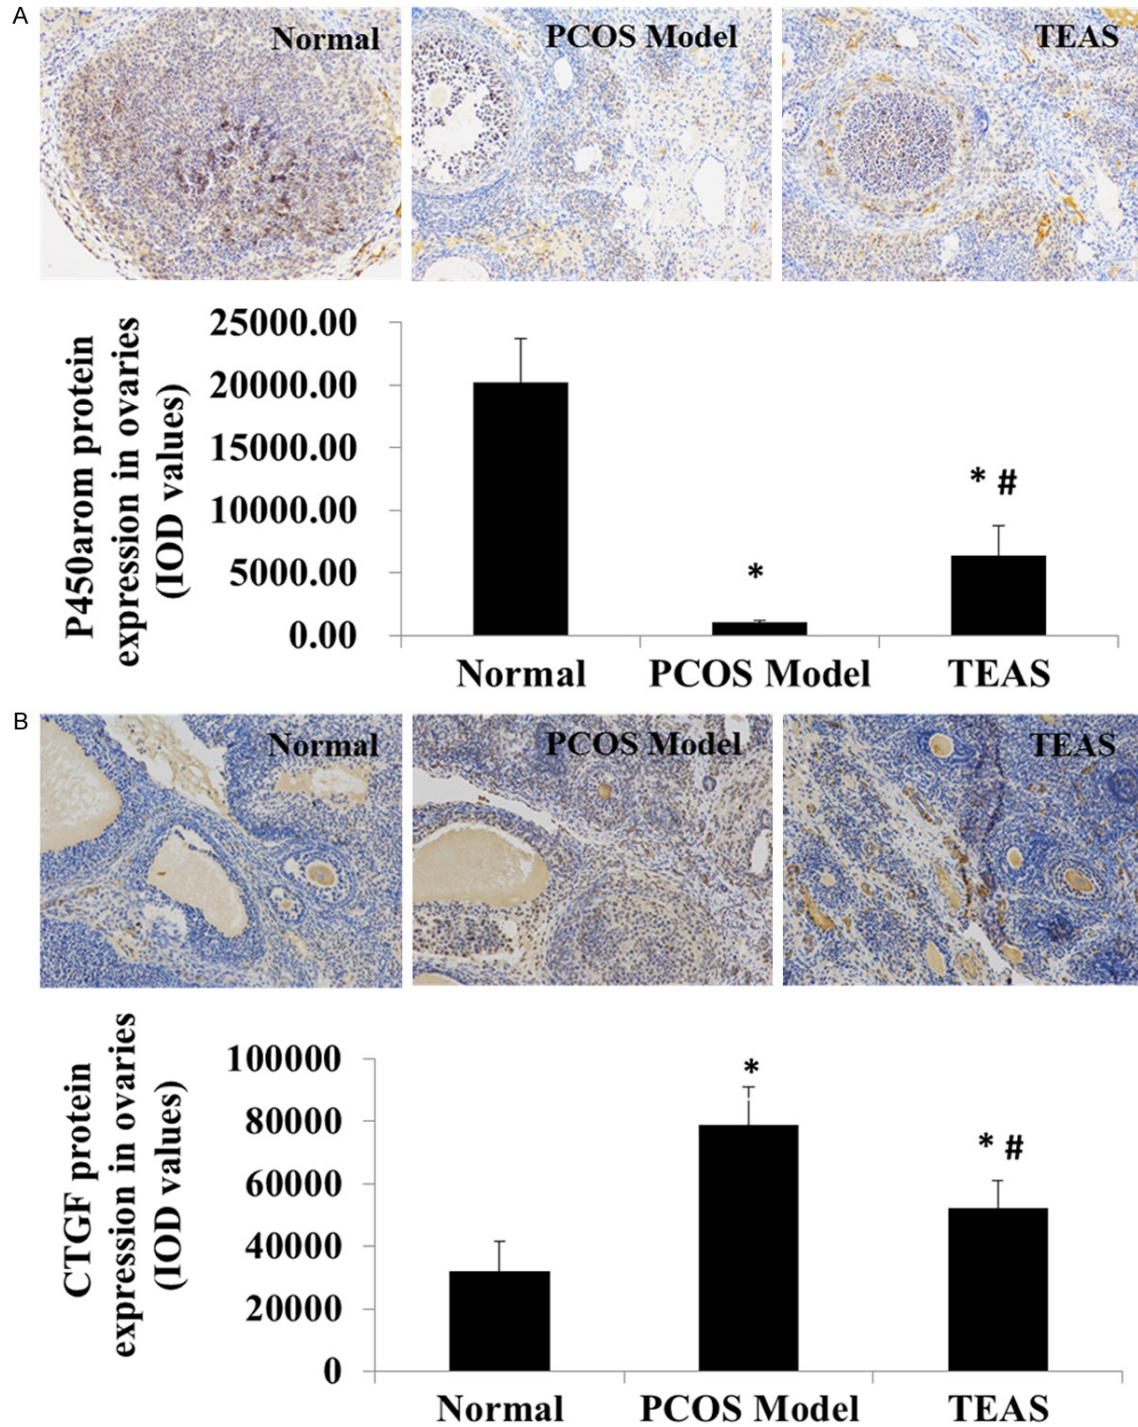 A
Normal
PCOS Model
TEAS
P450arom protein
expression in ovaries
(IOD values)
25000.00
20000.00
15000.00
10000.00
5000.00
0.00
*
* #
Normal
PCOS Model
TEAS
B
Normal
PCOS Model
TEAS
CTGF protein
expression in ovaries
(IOD values)
100000
80000
60000
40000
20000
0
*
* #
Normal
PCOS Model
TEAS